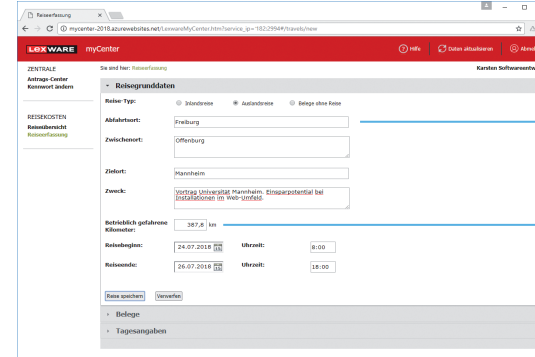 Reiseerfassung
mycenter-2018.azurewebsites.net/LexwareMyCenter.htm?service_ip='182:2994#/travels/new
LEXWARE myCenter
Hilfe
Daten aktualisieren
ZENTRALE
Antrags-Center
Kennwort ändern
REISEKOSTEN
Reiseübersicht
Reiseerfassung
Sie sind hier: Reiseerfassung
Karsten Softwareentw
Reisegrunddaten
Reise-Typ: Inlandsreise Auslandsreise Belege ohne Reise
Abfahrtsort: Freiburg
Zwischenort: Offenburg
Zielort: Mannheim
Zweck: Vortrag Universität Mannheim. Einsparpotential bei
Installationen im Web-Umfeld.
Betrieblich gefahrene
Kilometer: 387,8 km
Reisebeginn: 24.07.2018 Uhrzeit: 8:00
Reiseende: 26.07.2018 Uhrzeit: 18:00
Reise speichern Verwerfen
Belege
Tagesangaben